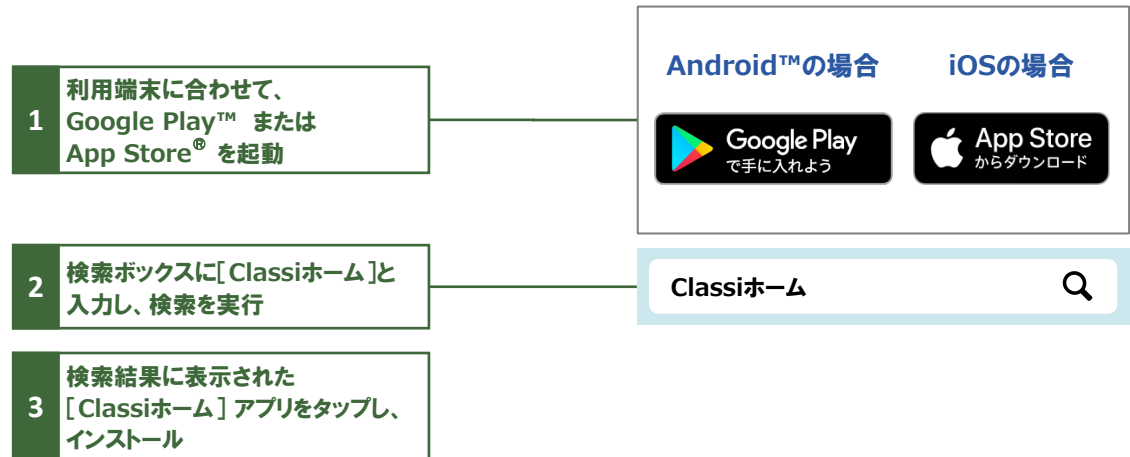 1
利用端末に合わせて、
Google Play™ または
App Store® を起動
Android™の場合
iOSの場合
Google Play
で手に入れよう
App Store
からダウンロード
2
検索ボックスに[Classiホーム]と
入力し、検索を実行
Classiホーム
3
検索結果に表示された
[Classiホーム] アプリをタップし、
インストール